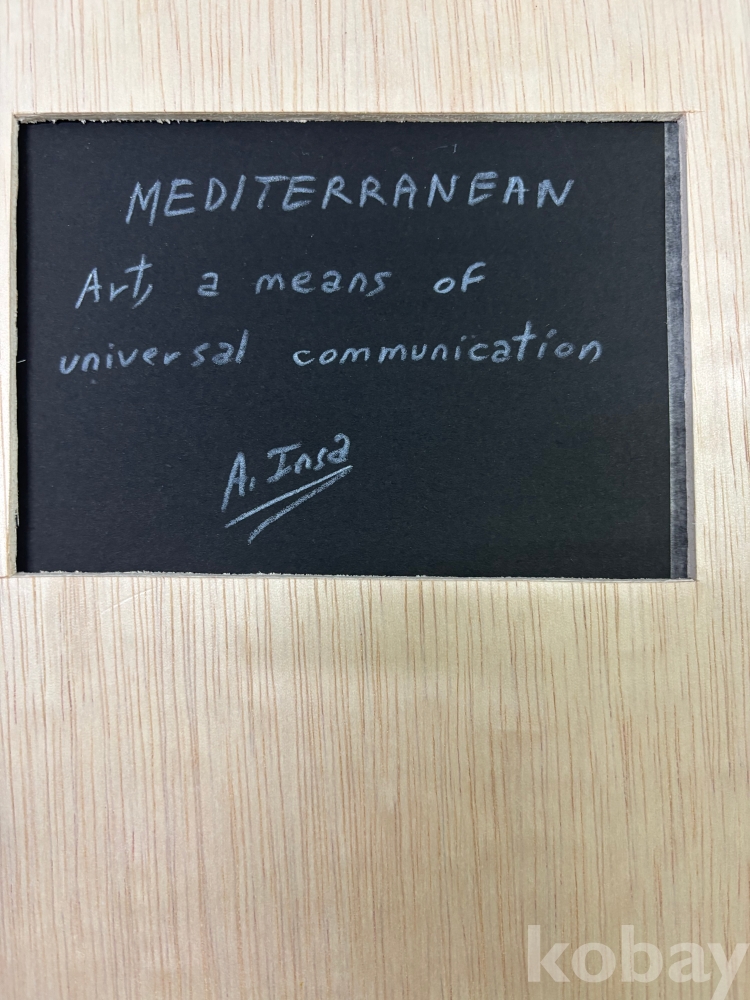 MEDITERRANEAN
Art, a means of
universal communication
A. Insa
kobay